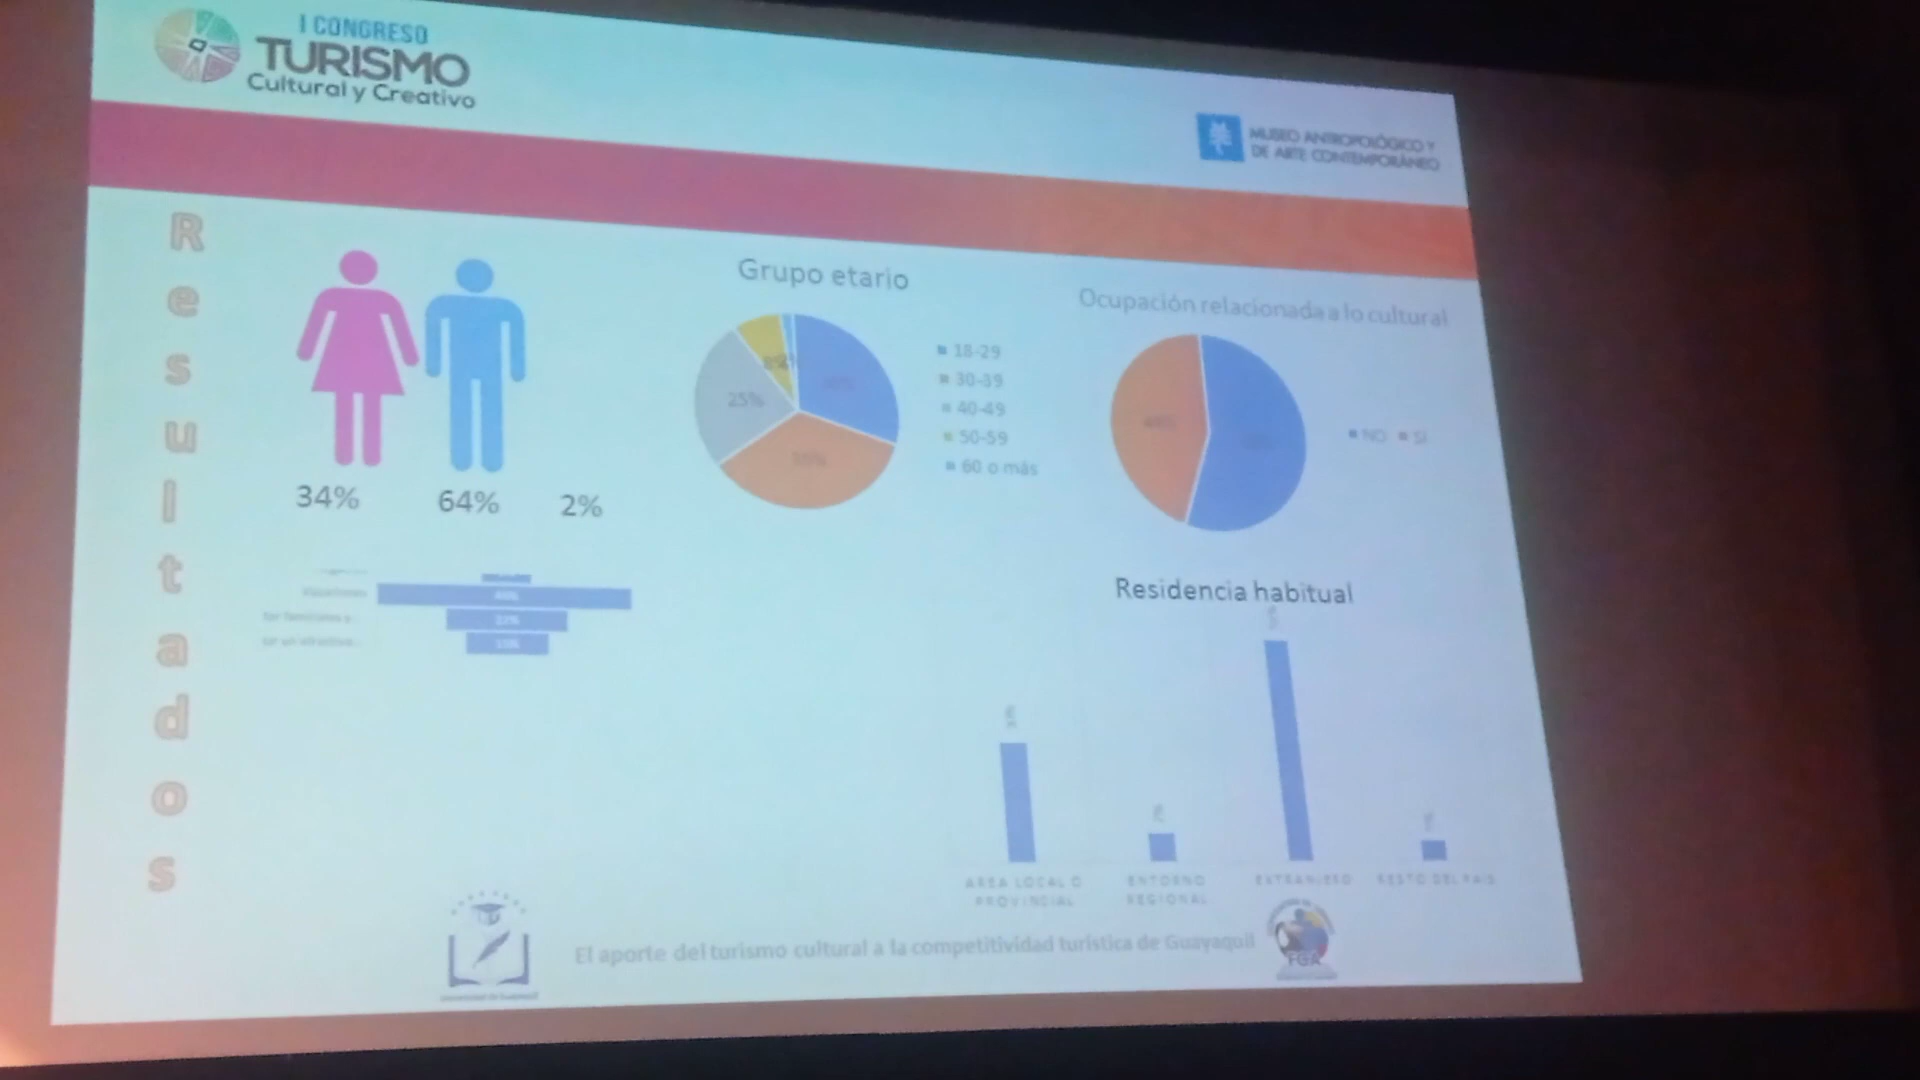 I CONGRESO
TURISMO
Cultural y Creativo
MUSEO ANTROPOLÓGICO Y
DE ARTE CONTEMPORÁNEO
Resultados
34% 64% 2%
Grupo etario
25%
18-29
30-39
40-49
50-59
60 o más
Ocupación relacionada a lo cultural
NO SI
Residencia habitual
AREA LOCAL O
PROVINCIAL
ENTORNO
REGIONAL
EXTRANJERO
RESTO DEL PAIS
El aporte del turismo cultural a la competitividad turística de Guayaquil
FGA